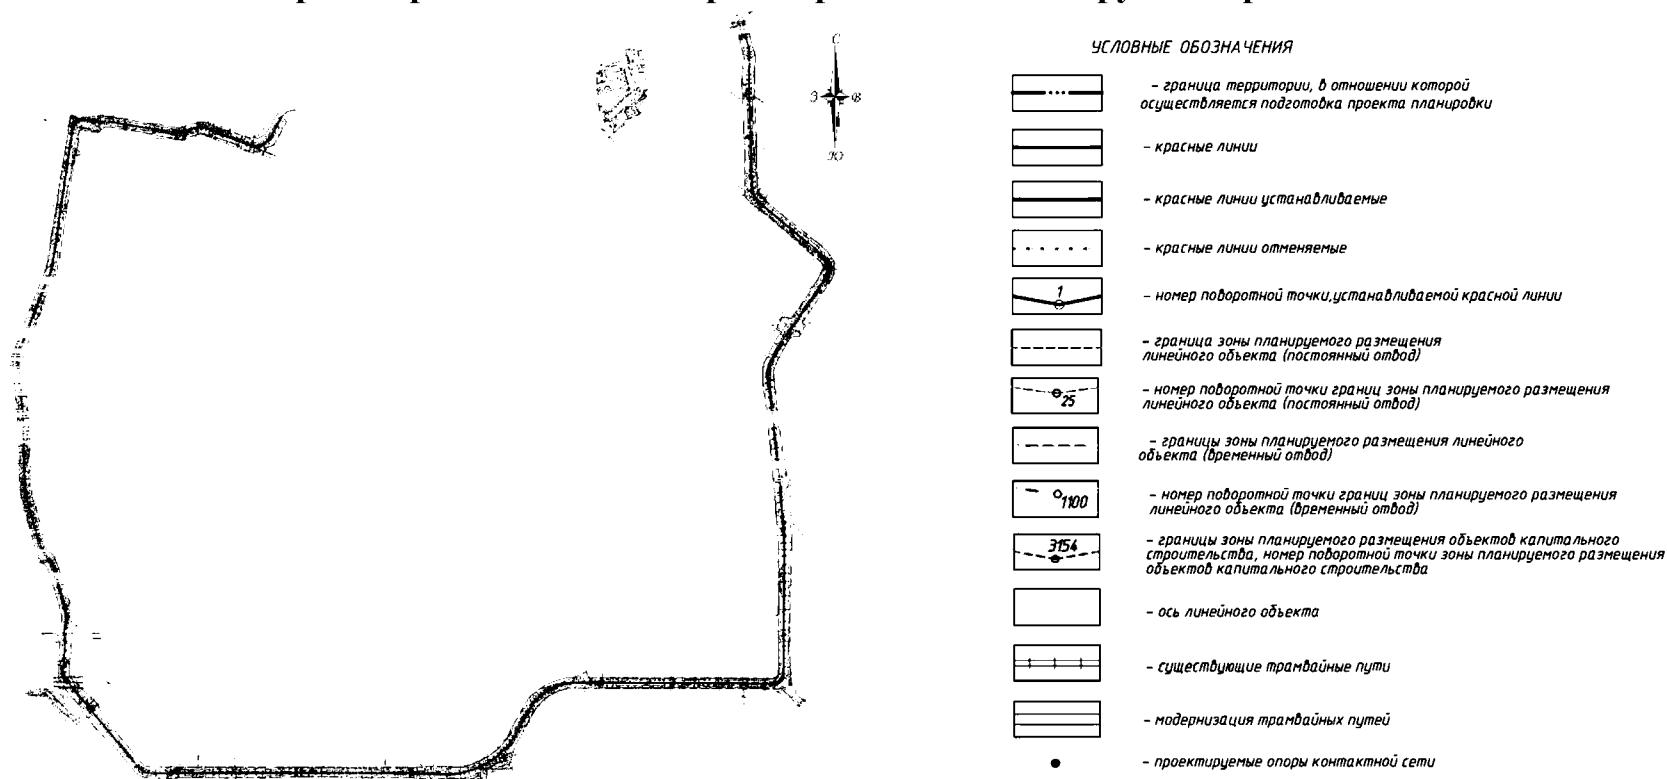 С
З
В
Ю
УСЛОВНЫЕ ОБОЗНАЧЕНИЯ
– граница территории, в отношении которой
осуществляется подготовка проекта планировки
– красные линии
– красные линии устанавливаемые
– красные линии отменяемые
1
– номер поворотной точки,устанавливаемой красной линии
– граница зоны планируемого размещения
линейного объекта (постоянный отвод)
25
– номер поворотной точки границ зоны планируемого размещения
линейного объекта (постоянный отвод)
– границы зоны планируемого размещения линейного
объекта (временный отвод)
1100
– номер поворотной точки границ зоны планируемого размещения
линейного объекта (временный отвод)
3154
– границы зоны планируемого размещения объектов капитального
строительства, номер поворотной точки зоны планируемого размещения
объектов капитального строительства
– ось линейного объекта
– существующие трамвайные пути
– модернизация трамвайных путей
– проектируемые опоры контактной сети